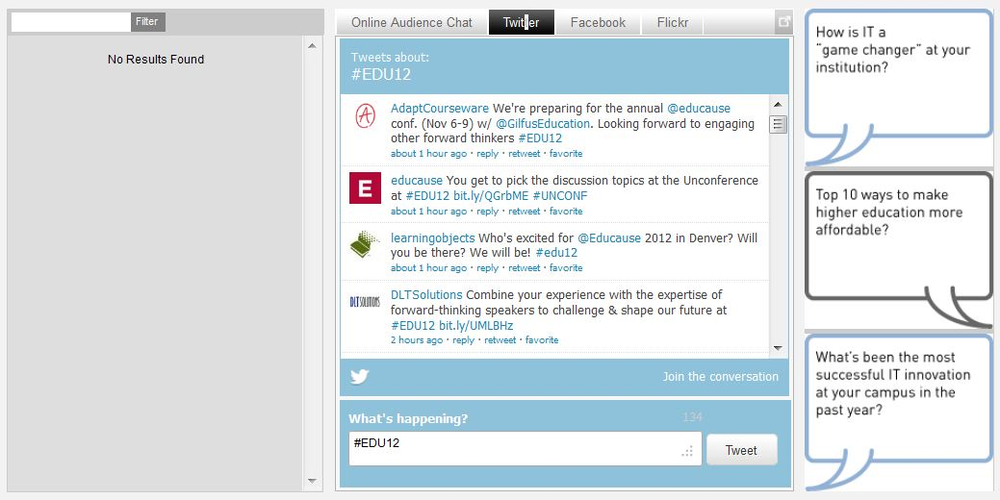 Filter
No Results Found
Online Audience Chat
Twitter
Facebook
Flickr
Tweets about:
#EDU12
AdaptCourseware We're preparing for the annual @educause
conf. (Nov 6-9) w/ @GilfusEducation. Looking forward to engaging
other forward thinkers #EDU12
about 1 hour ago · reply · retweet · favorite
E
educause You get to pick the discussion topics at the Unconference
at #EDU12 bit.ly/QGrbME #UNCONF
about 1 hour ago · reply · retweet · favorite
learningobjects Who's excited for @Educause 2012 in Denver? Will
you be there? We will be! #edu12
about 1 hour ago · reply · retweet · favorite
DLT SOLUTIONS
DLTSolutions Combine your experience with the expertise of
forward-thinking speakers to challenge & shape our future at
#EDU12 bit.ly/UMLBHz
2 hours ago · reply · retweet · favorite
Join the conversation
What's happening?
134
#EDU12
Tweet
How is IT a
"game changer" at your
institution?
Top 10 ways to make
higher education more
affordable?
What's been the most
successful IT innovation
at your campus in the
past year?